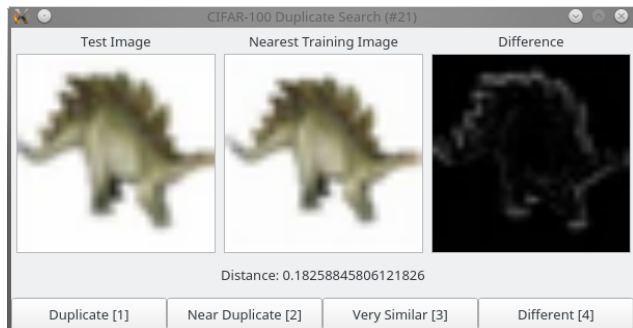 CIFAR-100 Duplicate Search (#21)
Test Image Nearest Training Image Difference
Distance: 0.18258845806121826
Duplicate [1] Near Duplicate [2] Very Similar [3] Different [4]